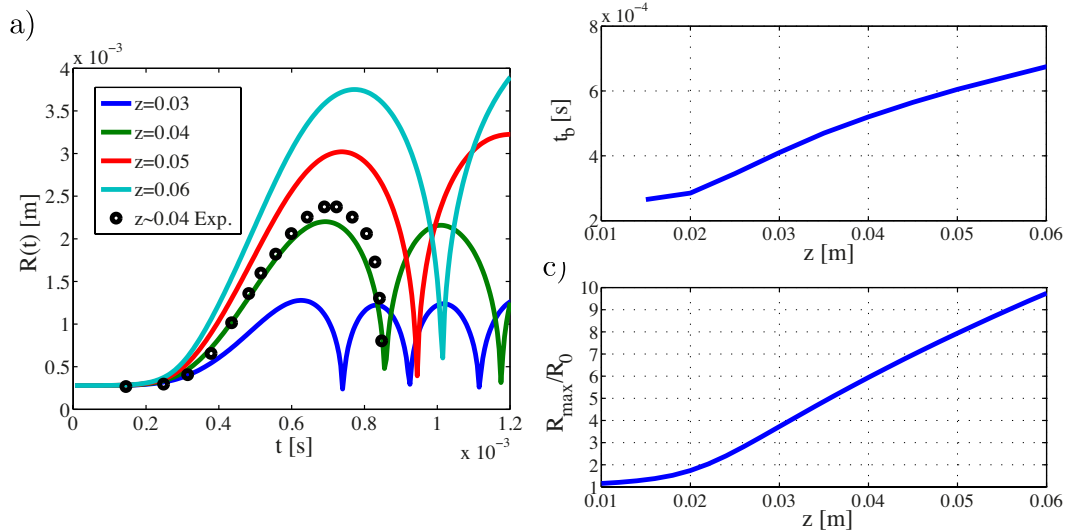 a)
x 10⁻³
4
3.5
3
2.5
2
1.5
1
0.5
0
R(t) [m]
z=0.03
z=0.04
z=0.05
z=0.06
z~0.04 Exp.
0 0.2 0.4 0.6 0.8 1 1.2
t [s]
x 10⁻³
8 x 10⁻⁴
6
4
2
t_b [s]
0.01 0.02 0.03 0.04 0.05 0.06
z [m]
c)
10
9
8
7
6
5
4
3
2
1
R_max/R_0
0.01 0.02 0.03 0.04 0.05 0.06
z [m]